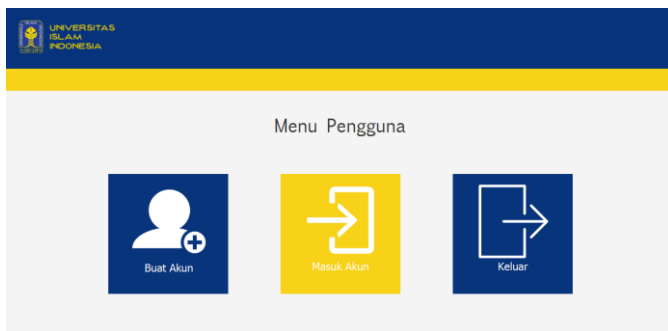 UNIVERSITAS
ISLAM
INDONESIA
Menu Pengguna
Buat Akun
Masuk Akun
Keluar